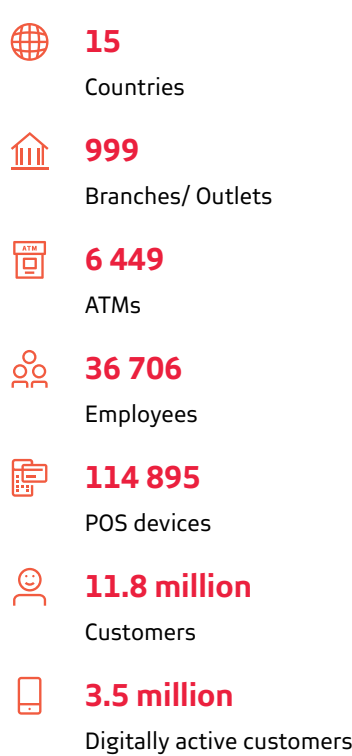 15
Countries
999
Branches/ Outlets
ATM
6 449
ATMs
36 706
Employees
114 895
POS devices
11.8 million
Customers
3.5 million
Digitally active customers